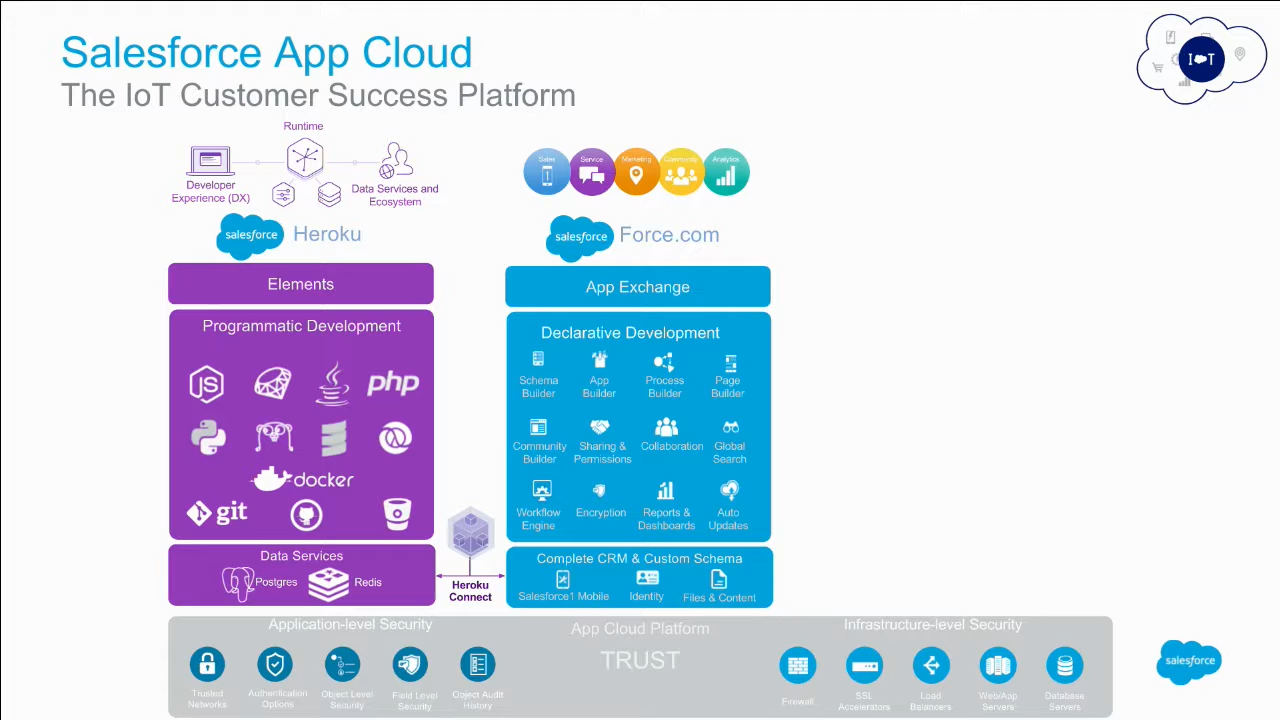 Salesforce App Cloud
The IoT Customer Success Platform
IoT
Runtime
Developer
Experience (DX)
Data Services and
Ecosystem
Sales
Service
Marketing
Community
Analytics
salesforce
Heroku
salesforce
Force.com
Elements
Programmatic Development
JS
php
docker
git
Data Services
Postgres
Redis
Heroku
Connect
App Exchange
Declarative Development
Schema
Builder
App
Builder
Process
Builder
Page
Builder
Community
Builder
Sharing &
Permissions
Collaboration
Global
Search
Workflow
Engine
Encryption
Reports &
Dashboards
Auto
Updates
Complete CRM & Custom Schema
Salesforce1 Mobile
Identity
Files & Content
Application-level Security
App Cloud Platform
Infrastructure-level Security
TRUST
Trusted
Networks
Authentication
Options
Object Level
Security
Field Level
Security
Object Audit
History
Firewall
SSL
Accelerators
Load
Balancers
Web/App
Servers
Database
Servers
salesforce